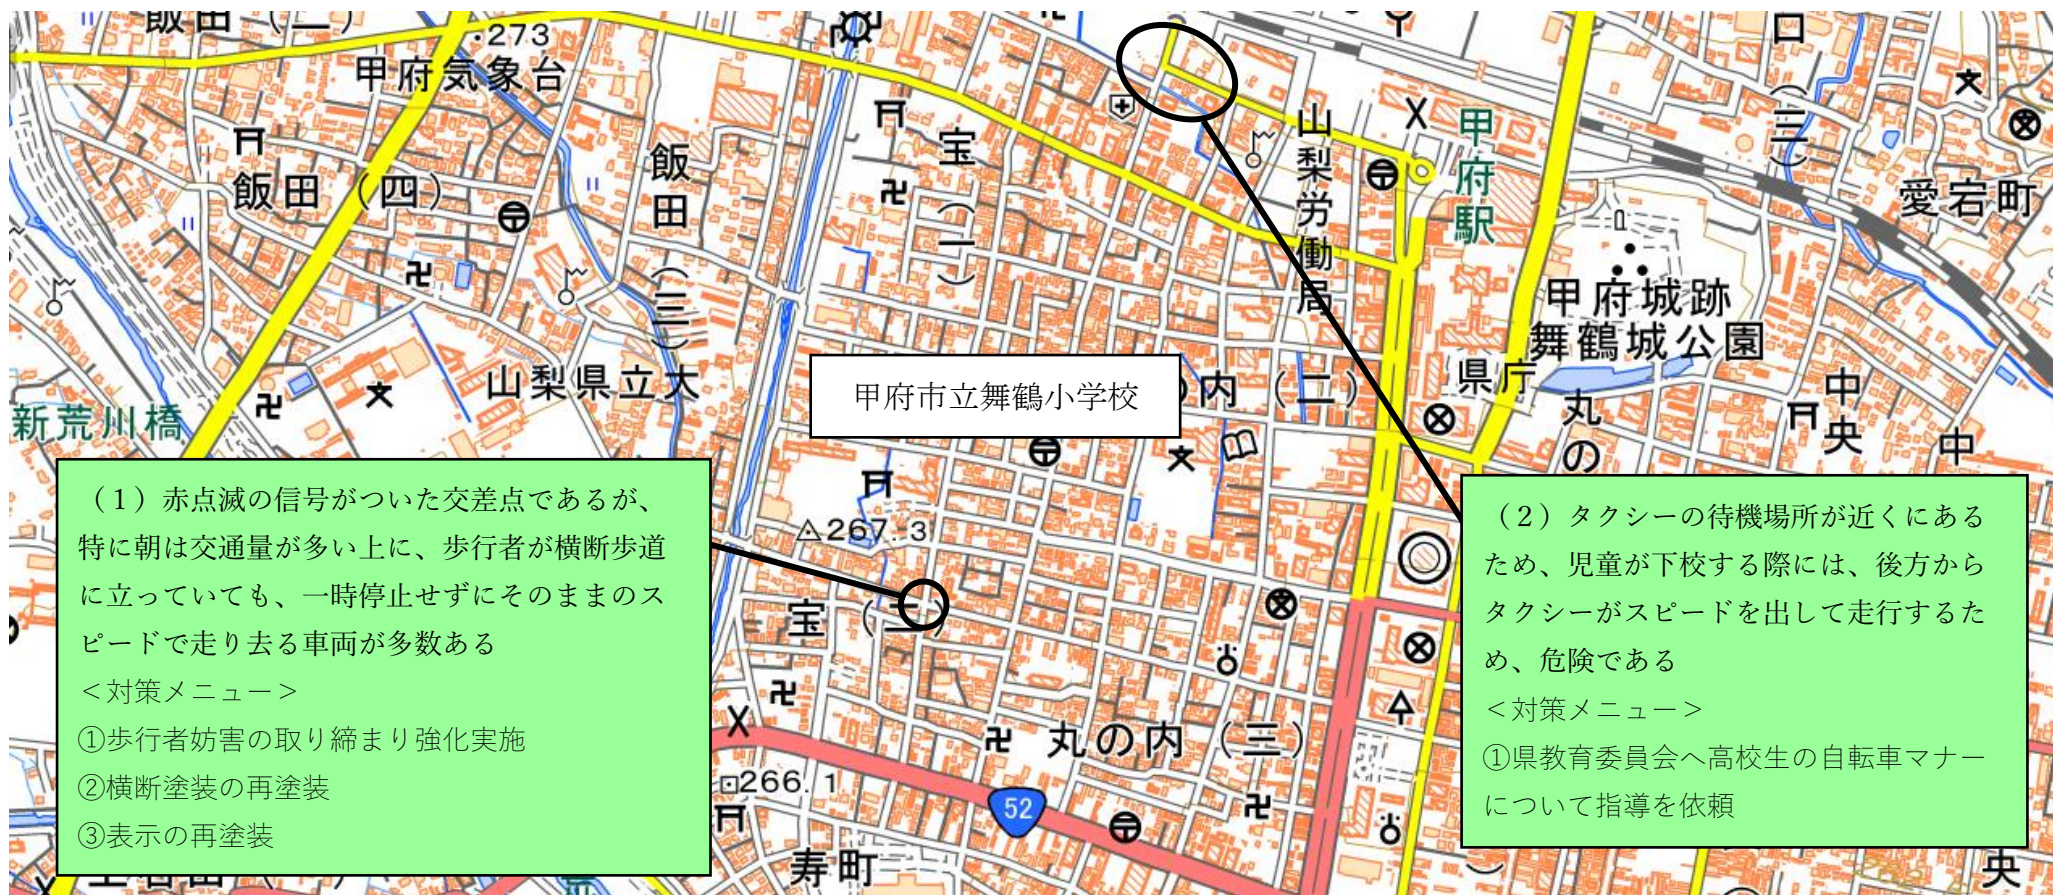 飯田(二)
・273
甲府気象台
飯田(四)
飯田(三)
宝(一)
山梨労働局
甲府駅
愛宕町
甲府城跡
舞鶴城公園
県庁
山梨県立大
新荒川橋
甲府市立舞鶴小学校
の内(二)
丸の
中央
中
267.3
宝(二)
丸の内(三)
266.1
52
寿町
央
(1)赤点滅の信号がついた交差点であるが、
特に朝は交通量が多い上に、歩行者が横断歩道
に立っていても、一時停止せずにそのままのス
ピードで走り去る車両が多数ある
<対策メニュー>
①歩行者妨害の取り締まり強化実施
②横断塗装の再塗装
③表示の再塗装
(2)タクシーの待機場所が近くにある
ため、児童が下校する際には、後方から
タクシーがスピードを出して走行するた
め、危険である
<対策メニュー>
①県教育委員会へ高校生の自転車マナー
について指導を依頼